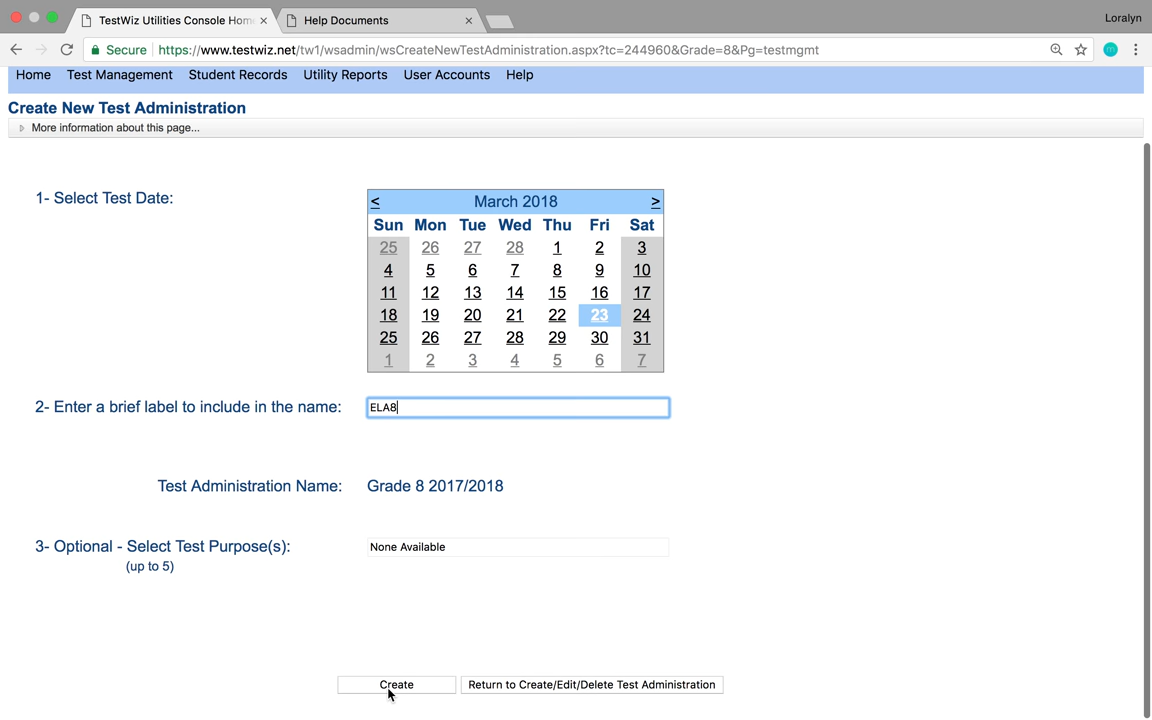 TestWiz Utilities Console Hom
Help Documents
Loralyn
Secure https://www.testwiz.net/tw1/wsadmin/wsCreateNewTestAdministration.aspx?tc=244960&Grade=8&Pg=testmgmt
m
Home Test Management Student Records Utility Reports User Accounts Help
Create New Test Administration
More information about this page...
1- Select Test Date:
< March 2018 >
Sun Mon Tue Wed Thu Fri Sat
25 26 27 28 1 2 3
4 5 6 7 8 9 10
11 12 13 14 15 16 17
18 19 20 21 22 23 24
25 26 27 28 29 30 31
1 2 3 4 5 6 7
2- Enter a brief label to include in the name: ELA8
Test Administration Name: Grade 8 2017/2018
3- Optional - Select Test Purpose(s): None Available
(up to 5)
Create Return to Create/Edit/Delete Test Administration